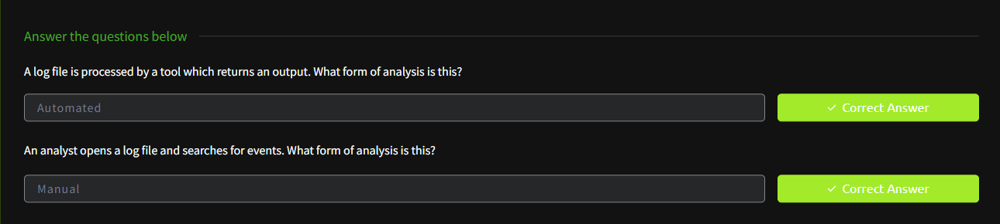 Answer the questions below
A log file is processed by a tool which returns an output. What form of analysis is this?
Automated
✓ Correct Answer
An analyst opens a log file and searches for events. What form of analysis is this?
Manual
✓ Correct Answer